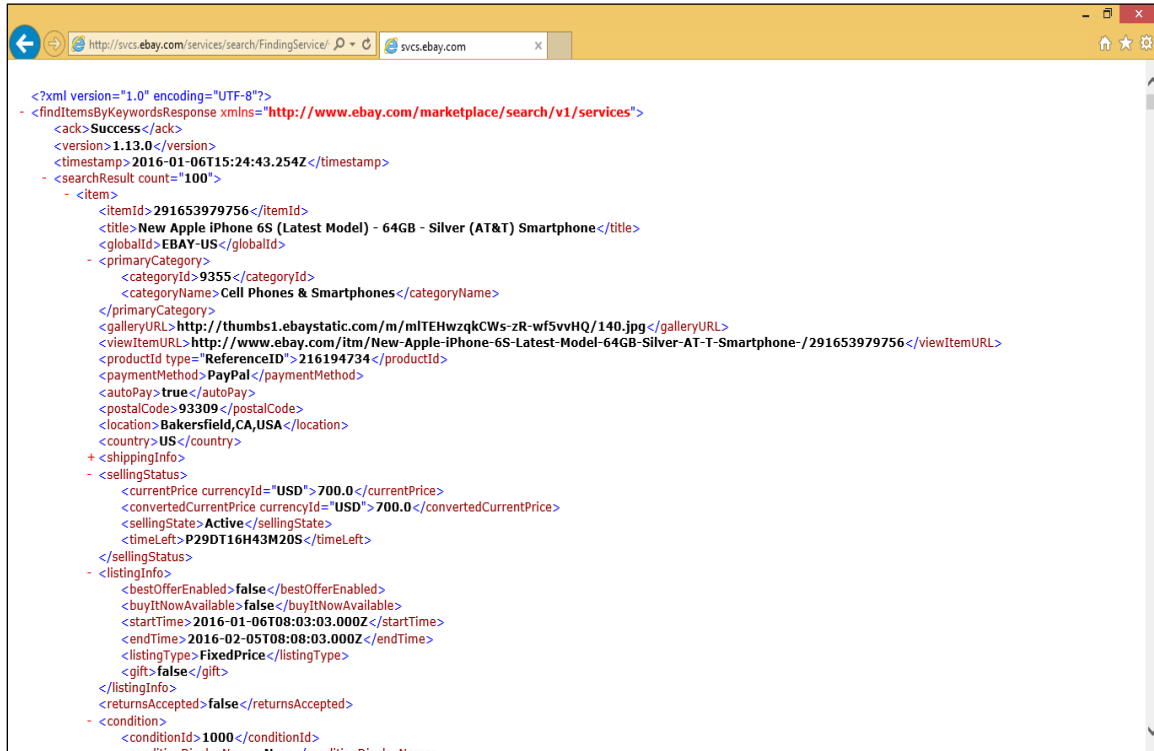 http://svcs.ebay.com/services/search/FindingService/
svcs.ebay.com
<?xml version="1.0" encoding="UTF-8"?>
- <findItemsByKeywordsResponse xmlns="http://www.ebay.com/marketplace/search/v1/services">
<ack>Success</ack>
<version>1.13.0</version>
<timestamp>2016-01-06T15:24:43.254Z</timestamp>
- <searchResult count="100">
- <item>
<itemId>291653979756</itemId>
<title>New Apple iPhone 6S (Latest Model) - 64GB - Silver (AT&T) Smartphone</title>
<globalId>EBAY-US</globalId>
- <primaryCategory>
<categoryId>9355</categoryId>
<categoryName>Cell Phones & Smartphones</categoryName>
</primaryCategory>
<galleryURL>http://thumbs1.ebaystatic.com/m/mlTEHwzqkCWs-zR-wf5vvHQ/140.jpg</galleryURL>
<viewItemURL>http://www.ebay.com/itm/New-Apple-iPhone-6S-Latest-Model-64GB-Silver-AT-T-Smartphone-/291653979756</viewItemURL>
<productId type="ReferenceID">216194734</productId>
<paymentMethod>PayPal</paymentMethod>
<autoPay>true</autoPay>
<postalCode>93309</postalCode>
<location>Bakersfield,CA,USA</location>
<country>US</country>
+ <shippingInfo>
- <sellingStatus>
<currentPrice currencyId="USD">700.0</currentPrice>
<convertedCurrentPrice currencyId="USD">700.0</convertedCurrentPrice>
<sellingState>Active</sellingState>
<timeLeft>P29DT16H43M20S</timeLeft>
</sellingStatus>
- <listingInfo>
<bestOfferEnabled>false</bestOfferEnabled>
<buyItNowAvailable>false</buyItNowAvailable>
<startTime>2016-01-06T08:03:03.000Z</startTime>
<endTime>2016-02-05T08:08:03.000Z</endTime>
<listingType>FixedPrice</listingType>
<gift>false</gift>
</listingInfo>
<returnsAccepted>false</returnsAccepted>
- <condition>
<conditionId>1000</conditionId>